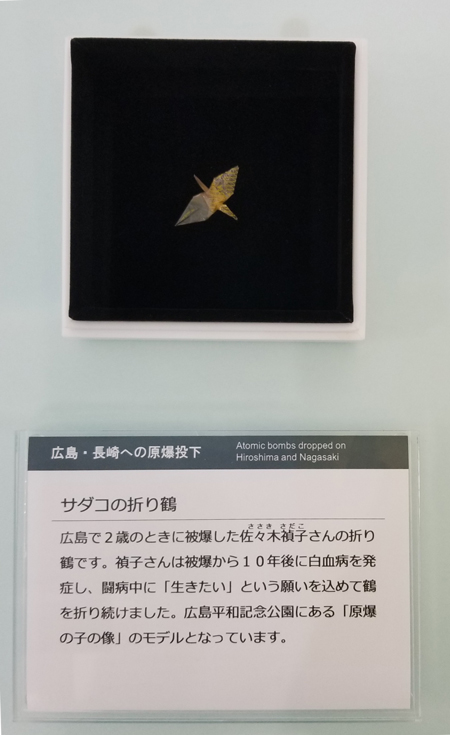 広島・長崎への原爆投下
Atomic bombs dropped on
Hiroshima and Nagasaki
サダコの折り鶴
ささき さだこ
広島で２歳のときに被爆した佐々木禎子さんの折り
鶴です。禎子さんは被爆から１０年後に白血病を発
症し、闘病中に「生きたい」という願いを込めて鶴
を折り続けました。広島平和記念公園にある「原爆
の子の像」のモデルとなっています。